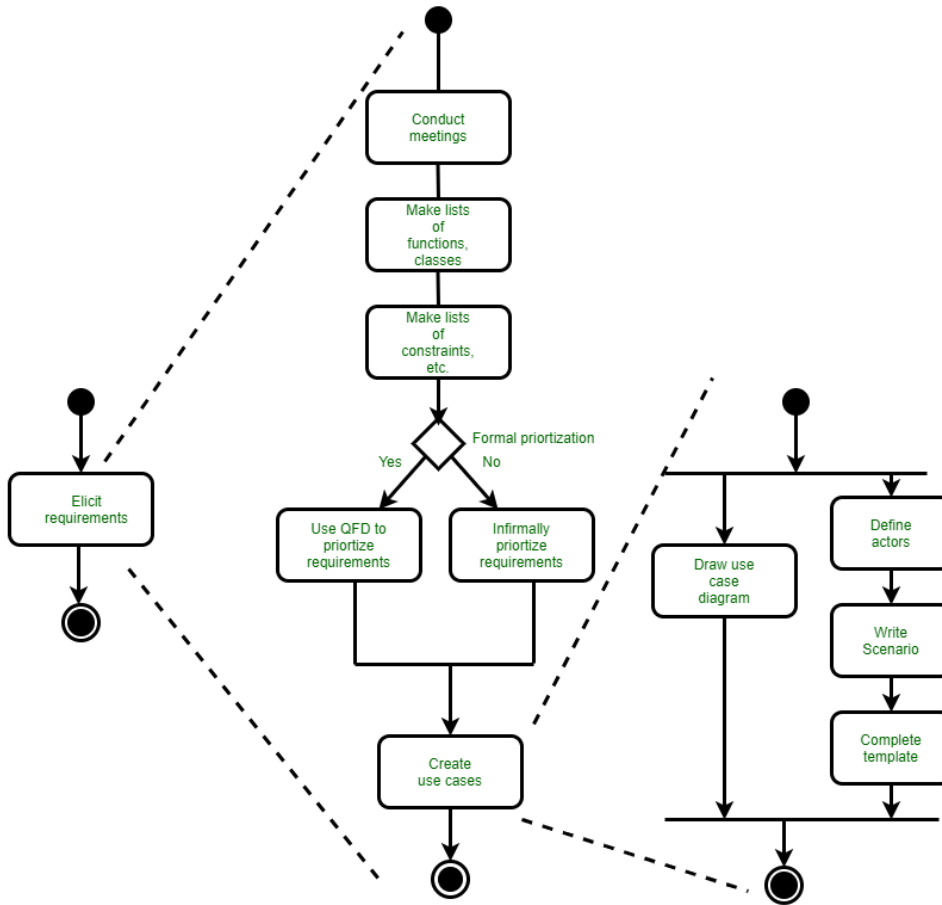 Conduct
meetings
Make lists
of
functions,
classes
Make lists
of
constraints,
etc.
Formal priortization
Yes
No
Elicit
requirements
Use QFD to
priortize
requirements
Infirmally
priortize
requirements
Create
use cases
Draw use
case
diagram
Define
actors
Write
Scenario
Complete
template